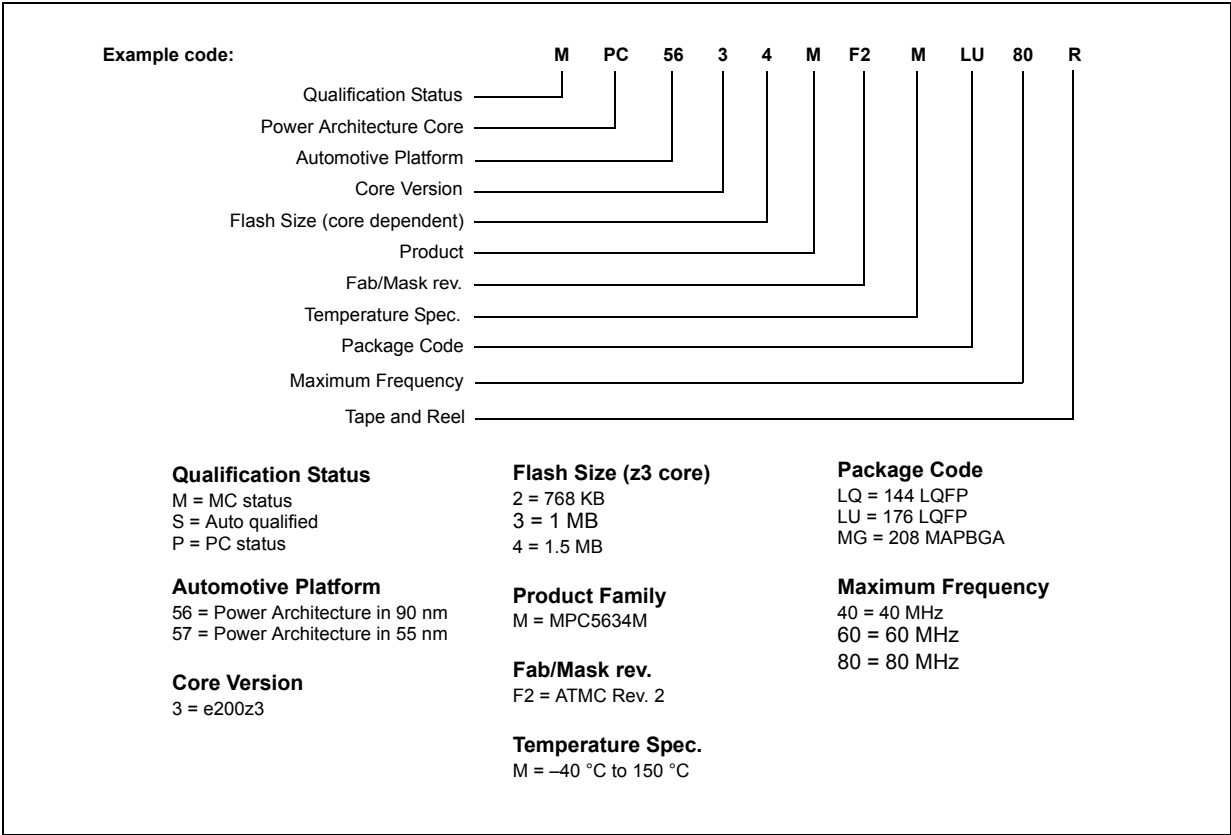 Example code: M PC 56 3 4 M F2 M LU 80 R
Qualification Status
Power Architecture Core
Automotive Platform
Core Version
Flash Size (core dependent)
Product
Fab/Mask rev.
Temperature Spec.
Package Code
Maximum Frequency
Tape and Reel
Qualification Status
M = MC status
S = Auto qualified
P = PC status
Automotive Platform
56 = Power Architecture in 90 nm
57 = Power Architecture in 55 nm
Core Version
3 = e200z3
Flash Size (z3 core)
2 = 768 KB
3 = 1 MB
4 = 1.5 MB
Product Family
M = MPC5634M
Fab/Mask rev.
F2 = ATMC Rev. 2
Temperature Spec.
M = –40 °C to 150 °C
Package Code
LQ = 144 LQFP
LU = 176 LQFP
MG = 208 MAPBGA
Maximum Frequency
40 = 40 MHz
60 = 60 MHz
80 = 80 MHz